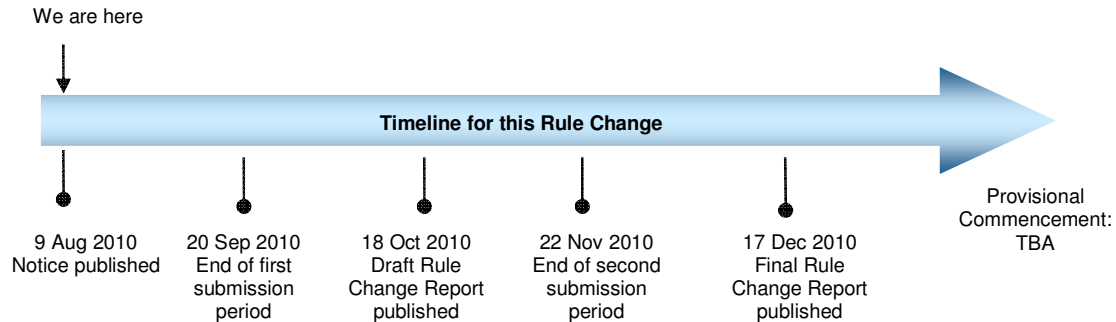 We are here
Timeline for this Rule Change
9 Aug 2010
Notice published
20 Sep 2010
End of first
submission
period
18 Oct 2010
Draft Rule
Change Report
published
22 Nov 2010
End of second
submission
period
17 Dec 2010
Final Rule
Change Report
published
Provisional
Commencement:
TBA